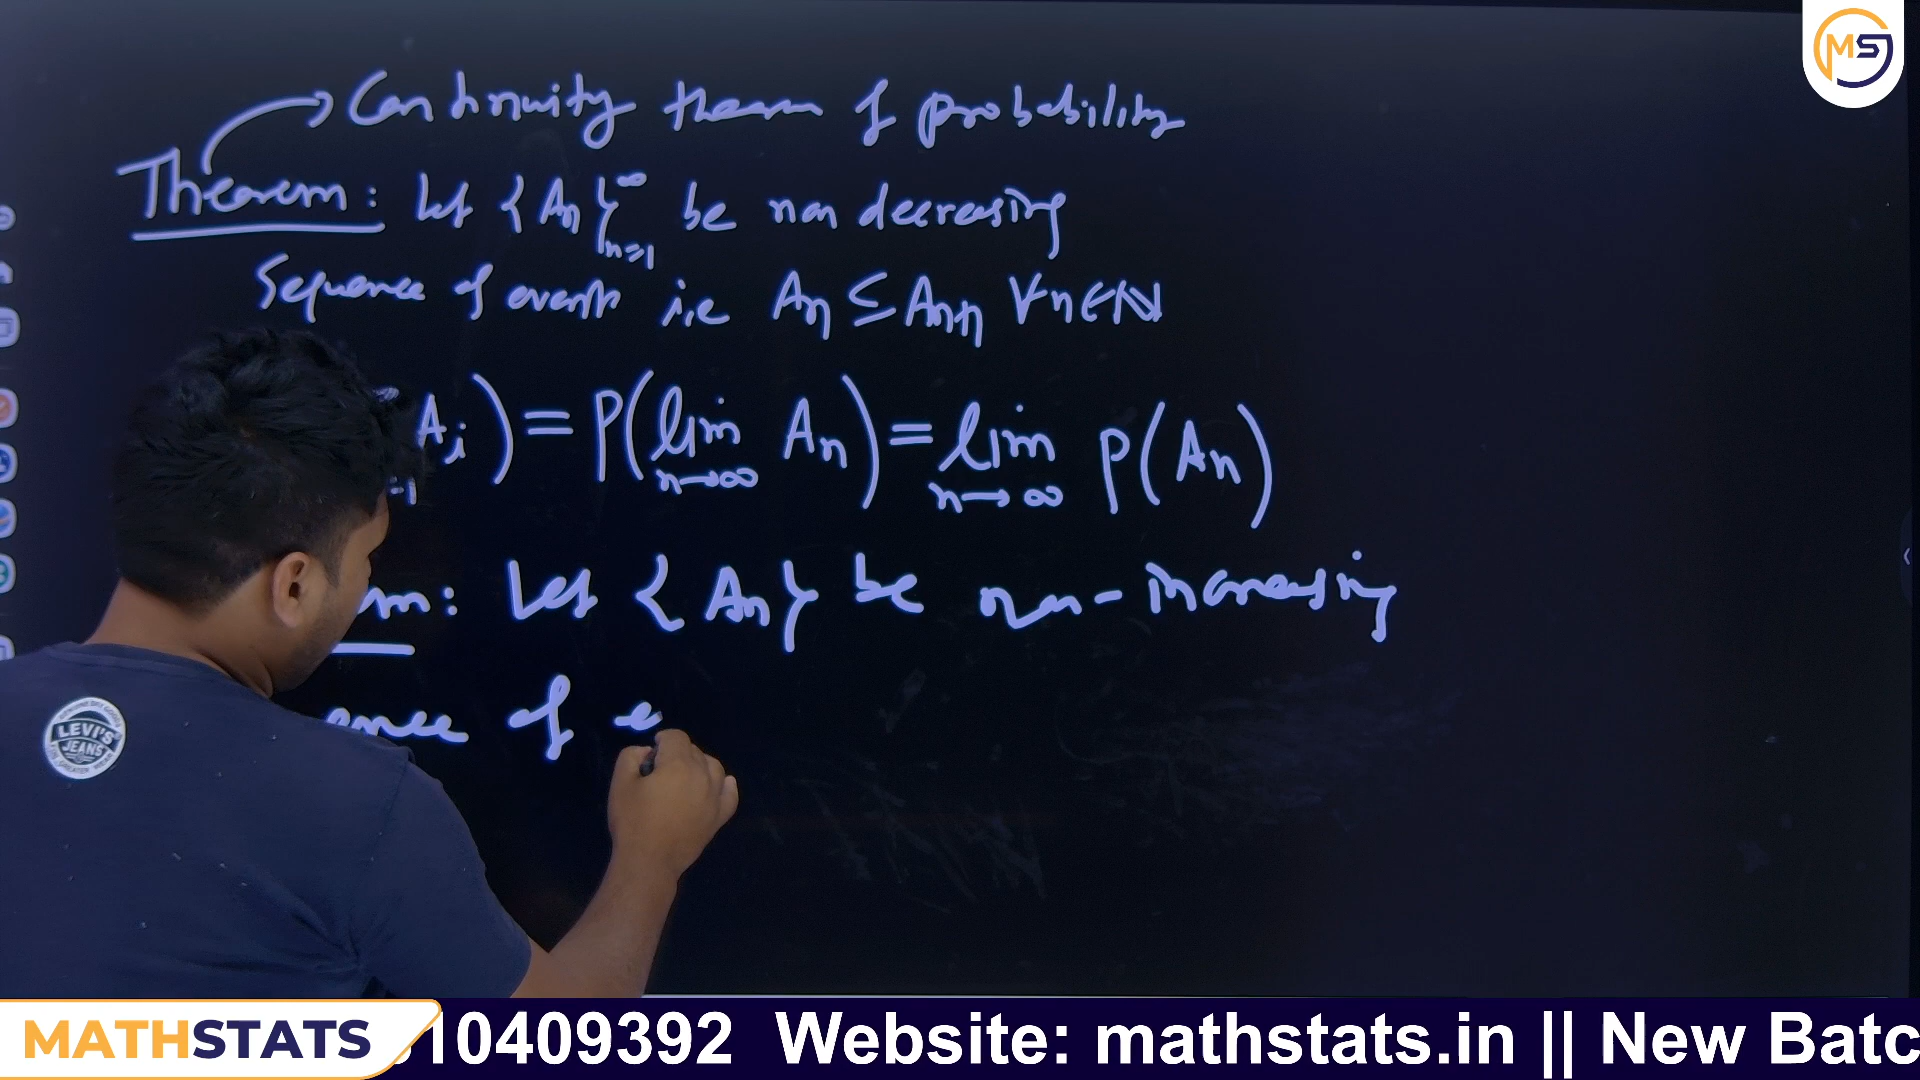 Continuity theorem of probability
Theorem: Let {An}∞n=1 be non decreasing
Sequence of events i.e An ⊆ An+1 ∀n∈N
Ai) = P(lim n→∞ An) = lim n→∞ P(An)
em: Let {An} be non-increasing
ence of e
MS
LEVI'S
JEANS
MATHSTATS
10409392 Website: mathstats.in || New Batc